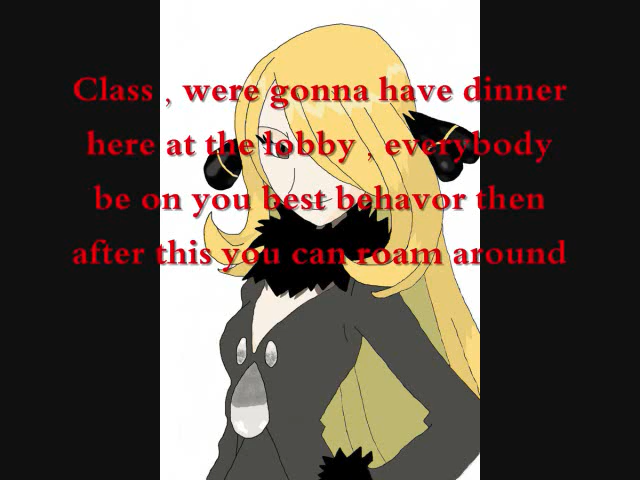 Class , were gonna have dinner
here at the lobby , everybody
be on you best behavor then
after this you can roam around